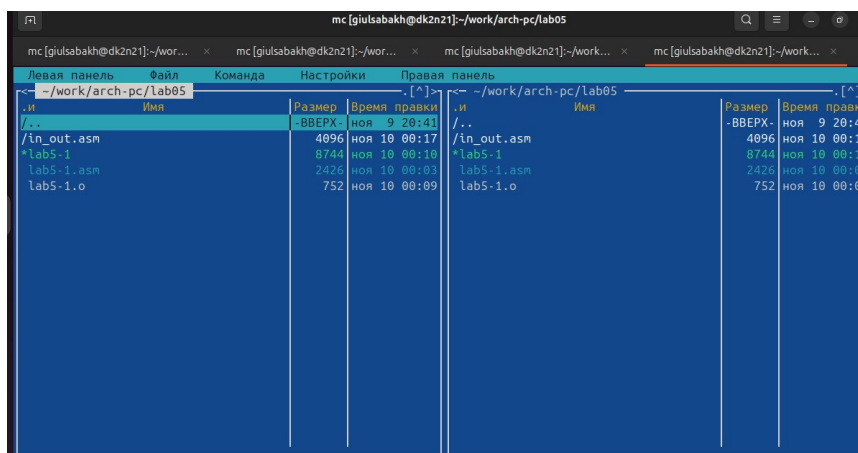 mc [giulsabakh@dk2n21]:~/work/arch-pc/lab05
mc [giulsabakh@dk2n21]:~/wor... × mc [giulsabakh@dk2n21]:~/wor... × mc [giulsabakh@dk2n21]:~/work... × mc [giulsabakh@dk2n21]:~/work... ×
Левая панель Файл Команда Настройки Правая панель
<- ~/work/arch-pc/lab05 .[^]> <- ~/work/arch-pc/lab05 .[^]
.и Имя Размер Время правки .и Имя Размер Время прав
/.. -ВВЕРХ- ноя 9 20:41 /.. -ВВЕРХ- ноя 9 20:4
/in_out.asm 4096 ноя 10 00:17 /in_out.asm 4096 ноя 10 00:1
*lab5-1 8744 ноя 10 00:10 *lab5-1 8744 ноя 10 00:1
lab5-1.asm 2426 ноя 10 00:03 lab5-1.asm 2426 ноя 10 00:0
lab5-1.o 752 ноя 10 00:09 lab5-1.o 752 ноя 10 00:0